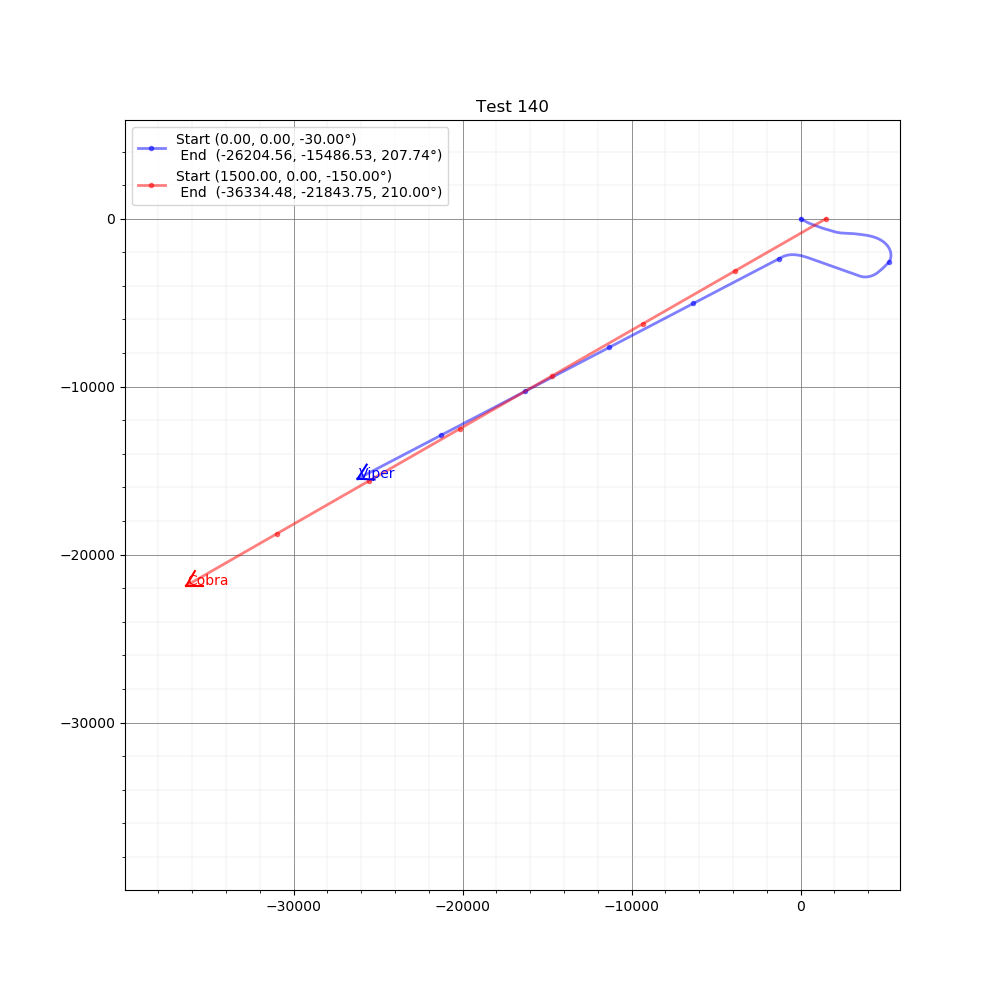 Test 140
Start (0.00, 0.00, -30.00°)
End  (-26204.56, -15486.53, 207.74°)
Start (1500.00, 0.00, -150.00°)
End  (-36334.48, -21843.75, 210.00°)
0
−10000
−20000
−30000
Viper
Cobra
−30000
−20000
−10000
0